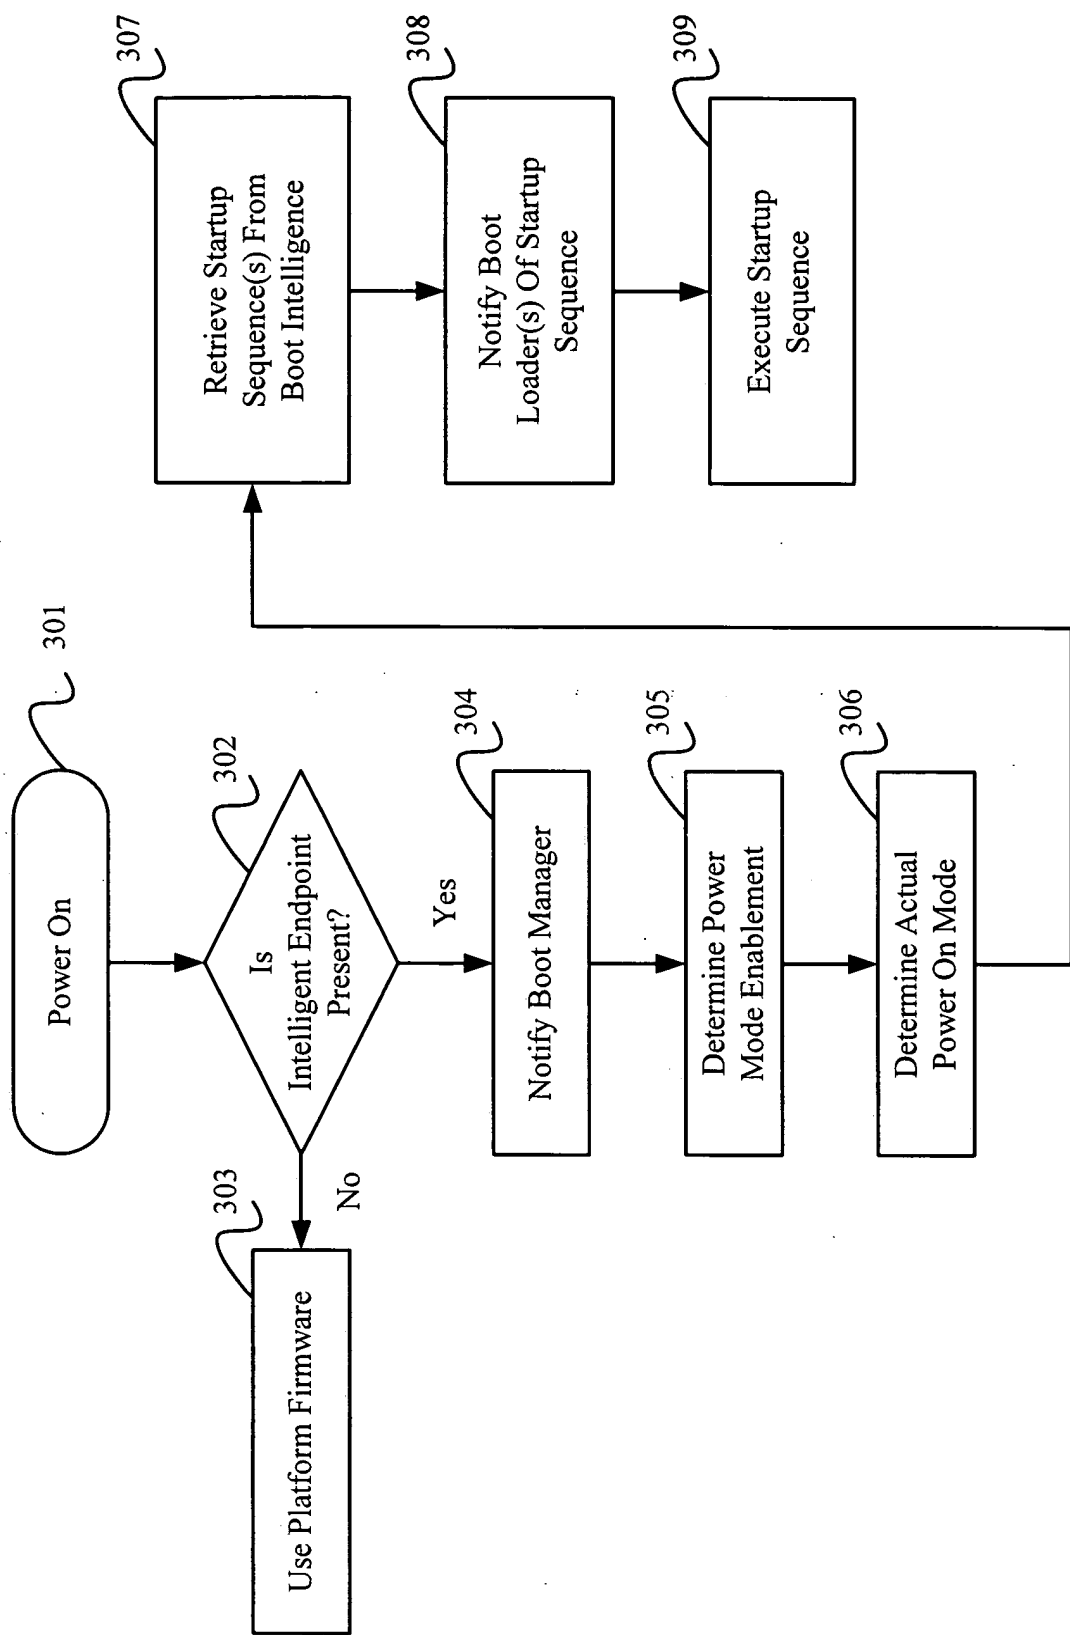 301
Power On
302
Is
Intelligent Endpoint
Present?
No
Yes
303
Use Platform Firmware
304
Notify Boot Manager
305
Determine Power
Mode Enablement
306
Determine Actual
Power On Mode
307
Retrieve Startup
Sequence(s) From
Boot Intelligence
308
Notify Boot
Loader(s) Of Startup
Sequence
309
Execute Startup
Sequence